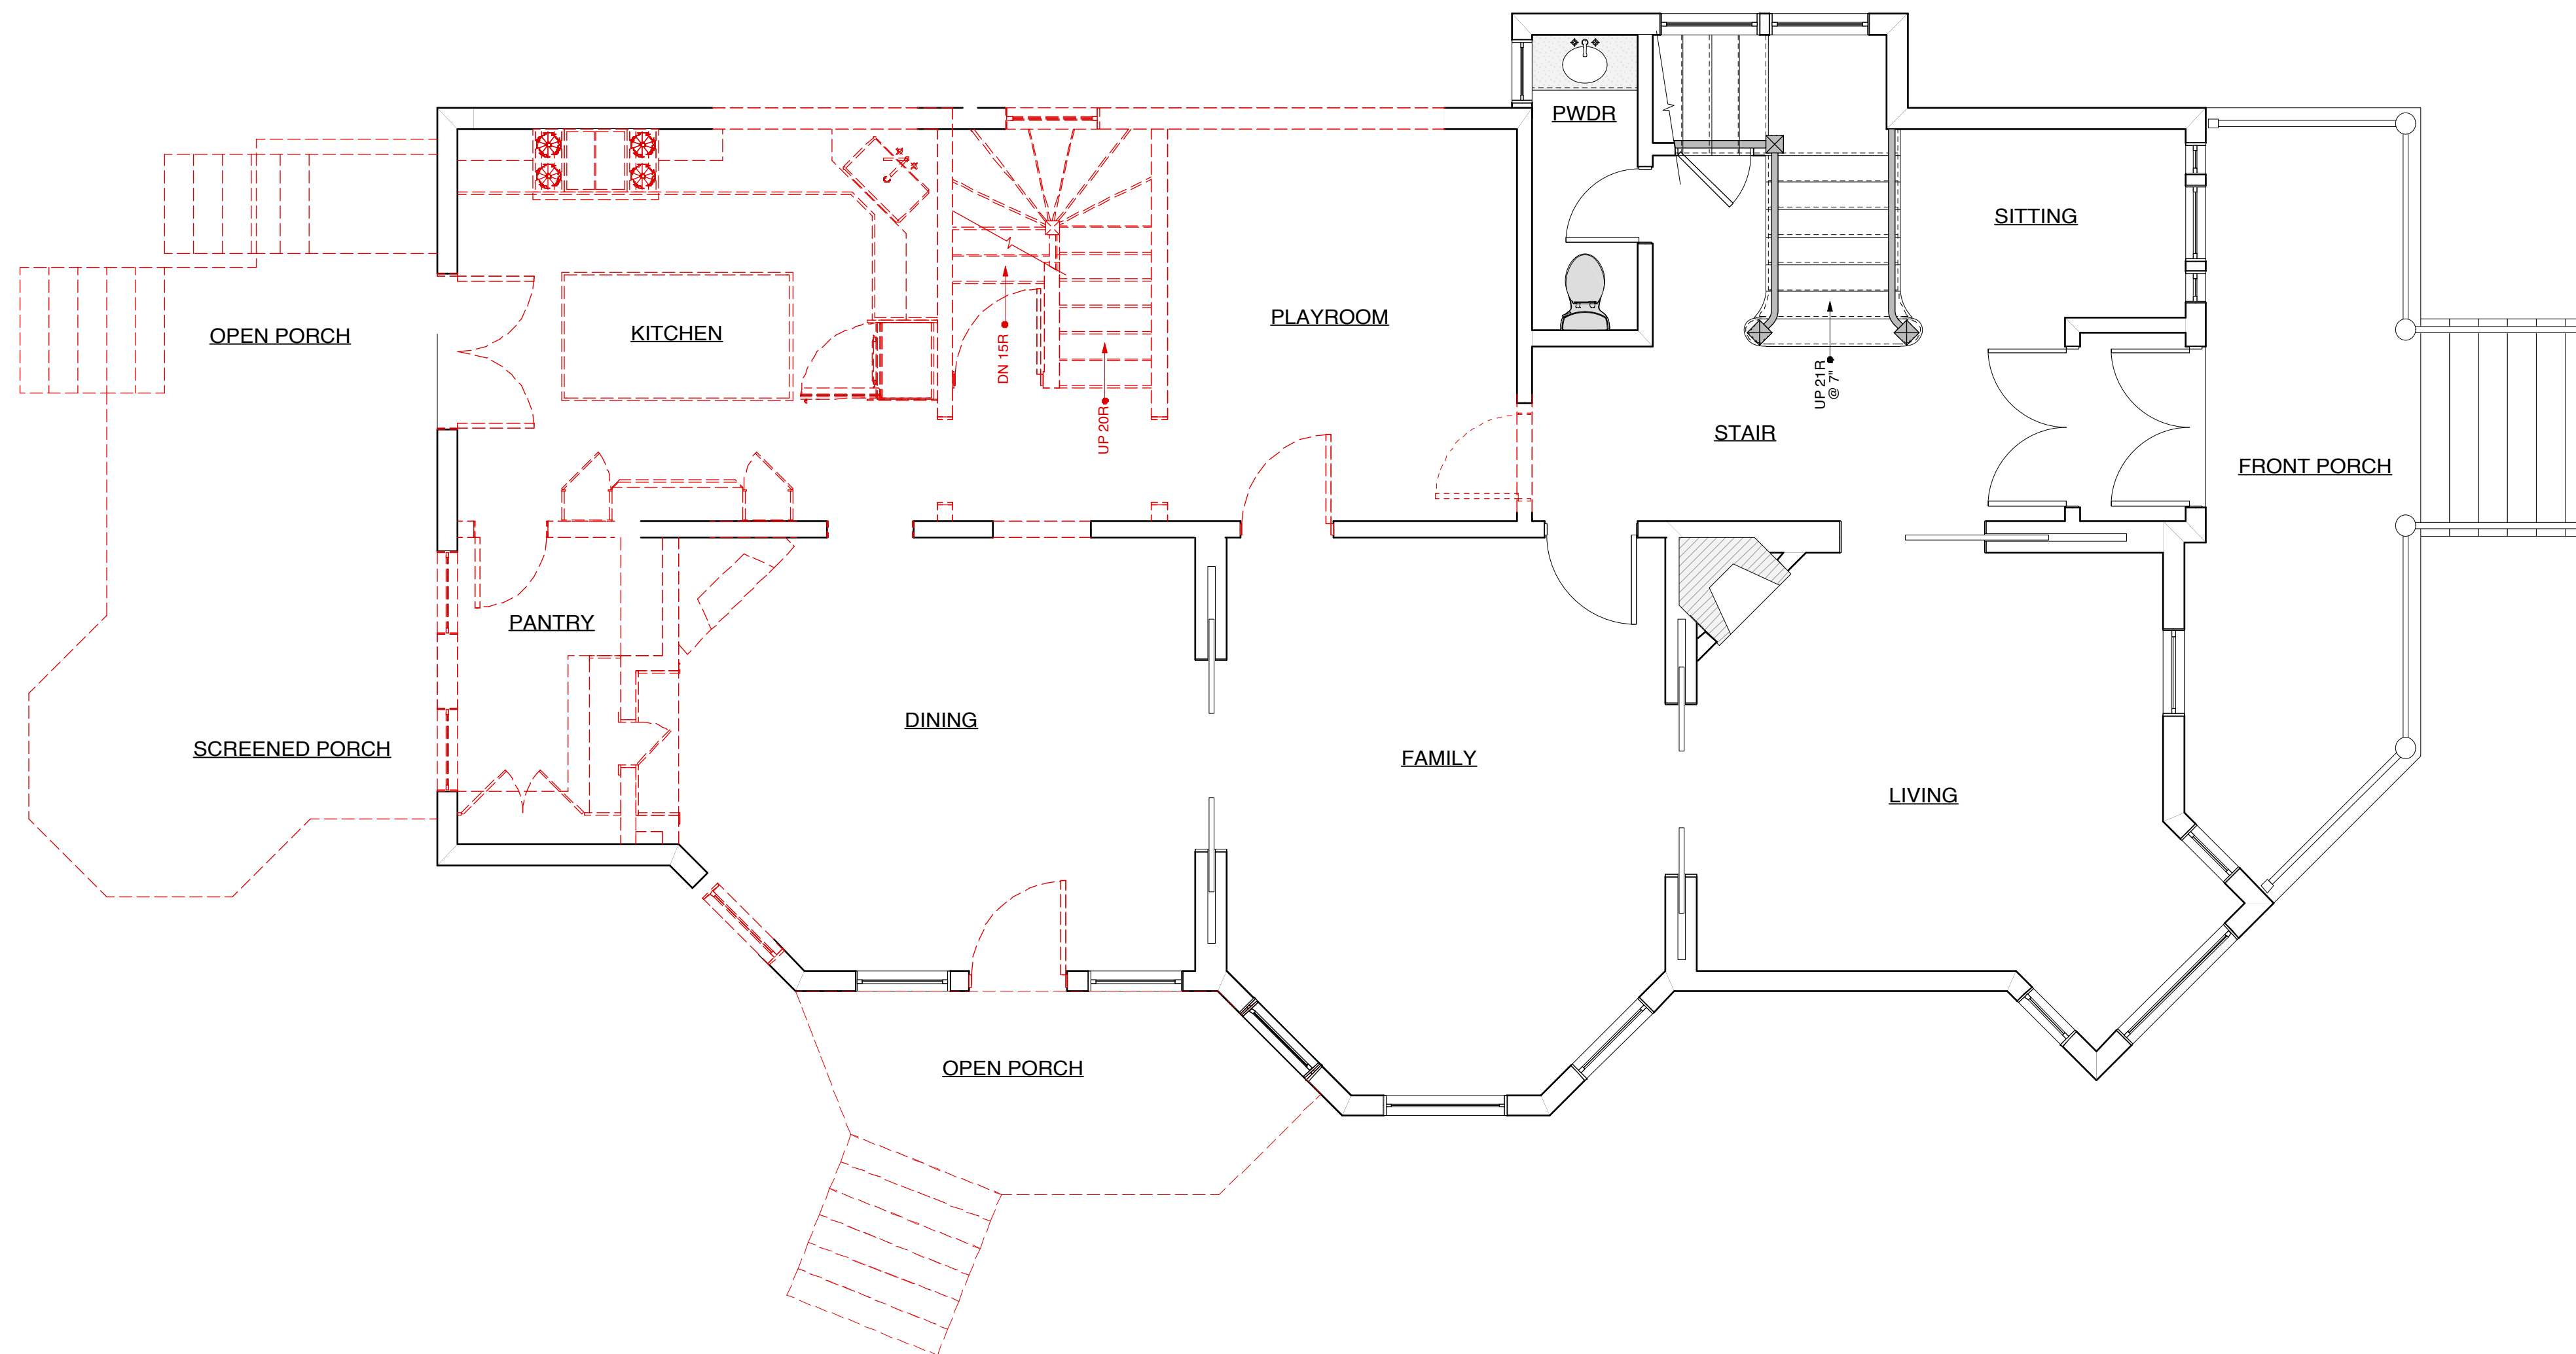 PWDR
SITTING
PLAYROOM
OPEN PORCH
KITCHEN
DN 15R
UP 20R
UP 21R
@ 7"
STAIR
FRONT PORCH
PANTRY
DINING
SCREENED PORCH
FAMILY
LIVING
OPEN PORCH